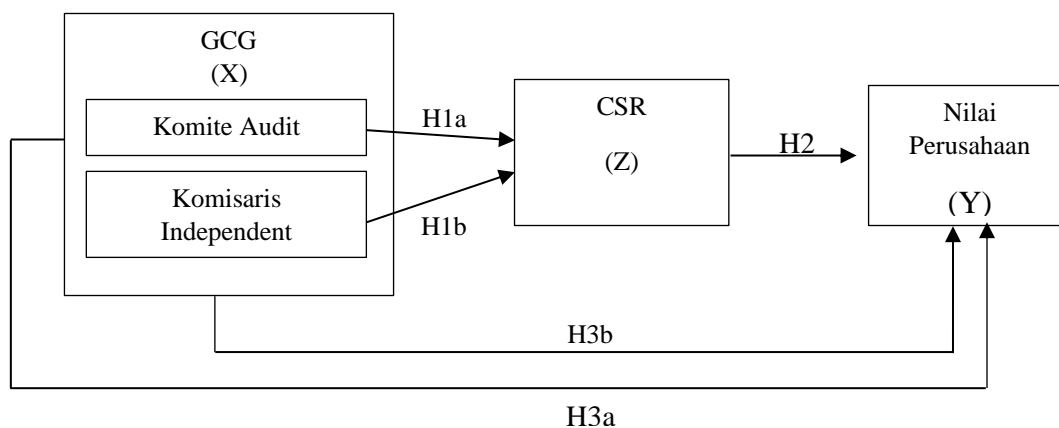 GCG
(X)
Komite Audit
Komisaris
Independent
H1a
H1b
CSR
(Z)
H2
Nilai
Perusahaan
(Y)
H3b
H3a